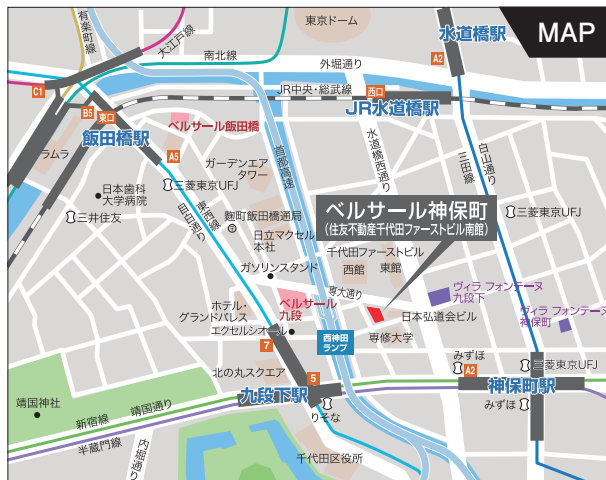 MAP
有楽町線
大江戸線
南北線
東京ドーム
外堀通り
水道橋駅
A2
C1
JR中央・総武線
西口
JR水道橋駅
B5
東口
飯田橋駅
ベルサール飯田橋
A5
ラムラ
ガーデンエア
タワー
首都高速
水道橋西通り
白山通り
三田線
日本歯科
大学病院
三菱東京UFJ
三井住友
目白通り
東西線
麴町飯田橋通局
日立マクセル
本社
ベルサール神保町
(住友不動産千代田ファーストビル南館)
三菱東京UFJ
千代田ファーストビル
西館
東館
ガソリンスタンド
専大通り
ヴィラ フォンテーヌ
九段下
ヴィラ フォンテーヌ
神保町
ベルサール
九段
ホテル・
グランドパレス
エクセルシオール
日本弘道会ビル
専修大学
西神田
ランプ
7
北の丸スクエア
5
九段下駅
りそな
みずほ
A2
三菱東京UFJ
神保町駅
みずほ
靖国神社
新宿線
靖国通り
半蔵門線
内堀通り
千代田区役所